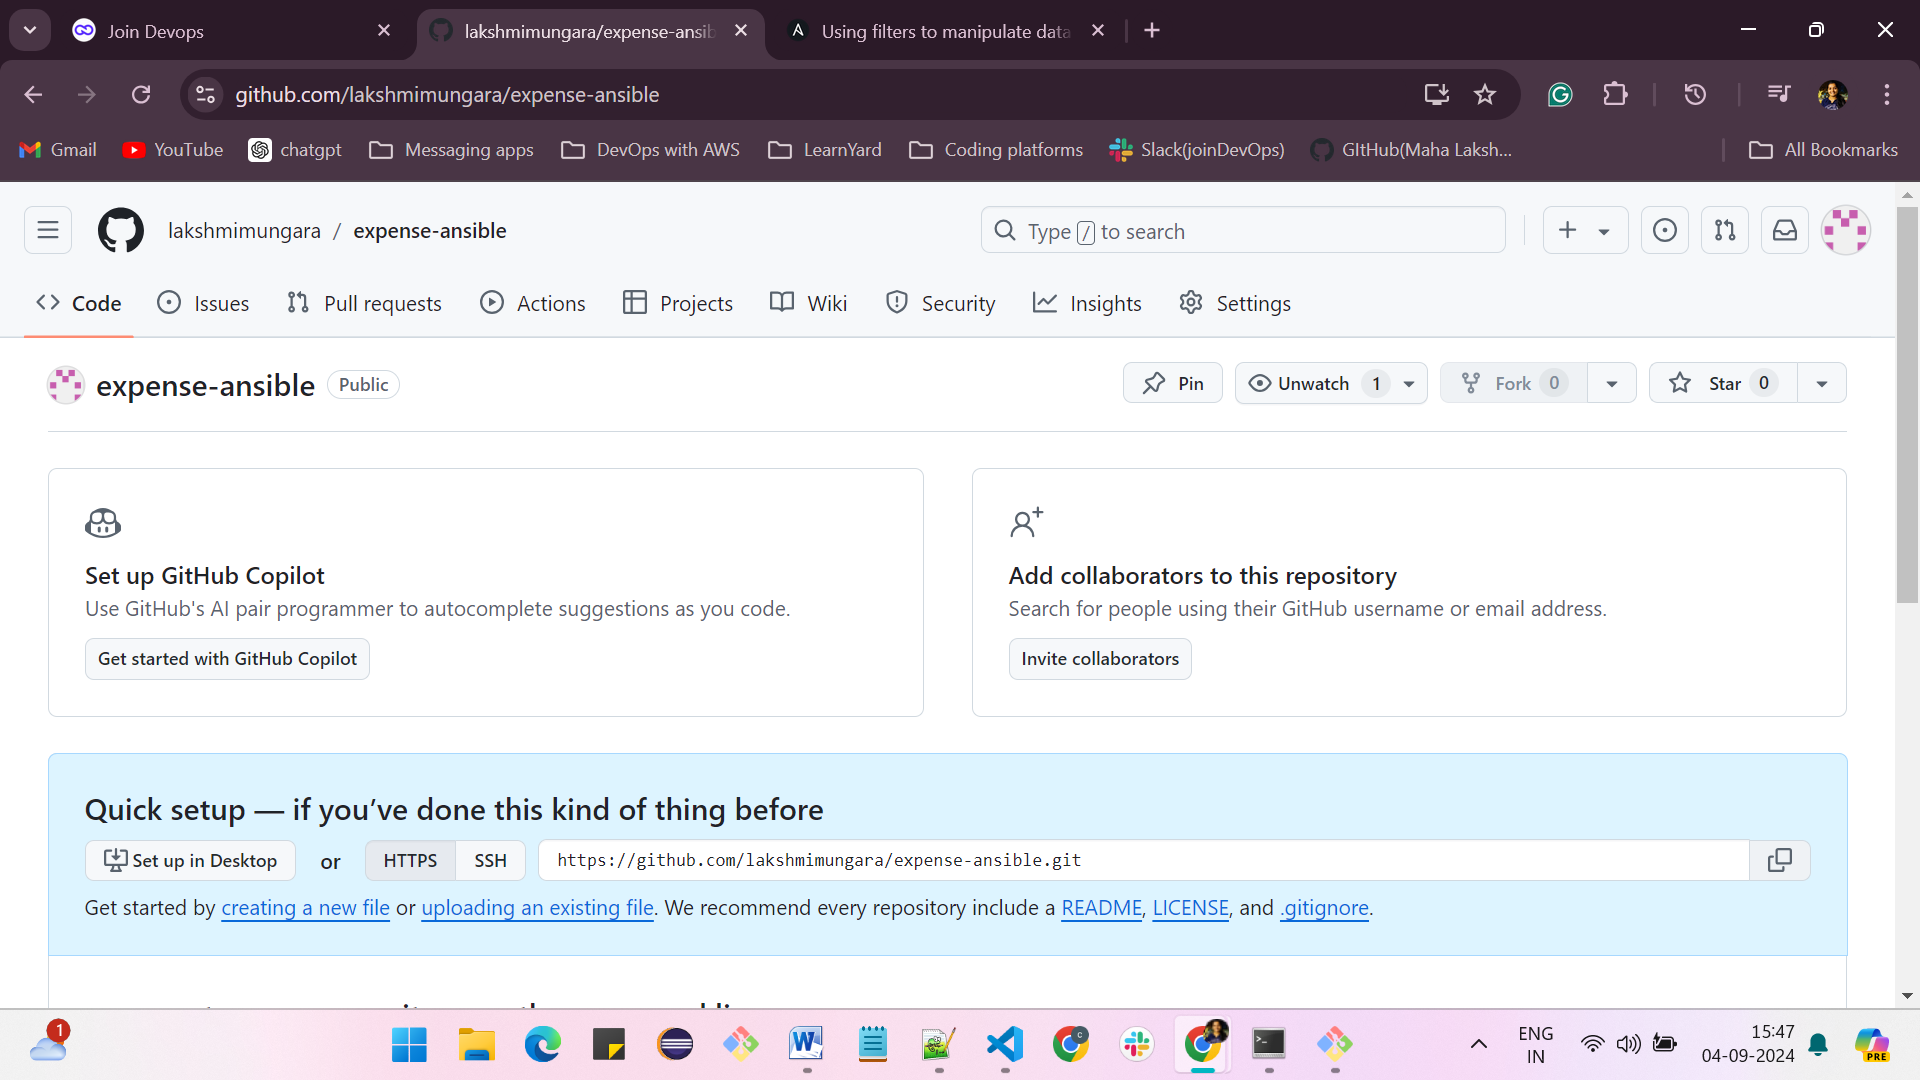 Join Devops
lakshmimungara/expense-ansib
Using filters to manipulate data
github.com/lakshmimungara/expense-ansible
Gmail
YouTube
chatgpt
Messaging apps
DevOps with AWS
LearnYard
Coding platforms
Slack(joinDevOps)
GItHub(Maha Laksh...
All Bookmarks
lakshmimungara / expense-ansible
Type / to search
Code
Issues
Pull requests
Actions
Projects
Wiki
Security
Insights
Settings
expense-ansible
Public
Pin
Unwatch 1
Fork 0
Star 0
Set up GitHub Copilot
Use GitHub's AI pair programmer to autocomplete suggestions as you code.
Get started with GitHub Copilot
Add collaborators to this repository
Search for people using their GitHub username or email address.
Invite collaborators
Quick setup — if you’ve done this kind of thing before
Set up in Desktop
or
HTTPS
SSH
https://github.com/lakshmimungara/expense-ansible.git
Get started by creating a new file or uploading an existing file. We recommend every repository include a README, LICENSE, and .gitignore.
1
ENG
IN
15:47
04-09-2024
PRE